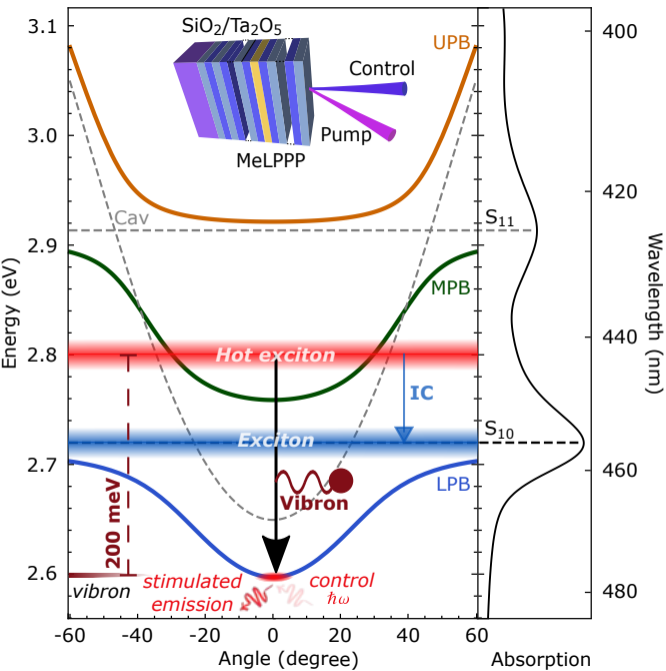 SiO₂/Ta₂O₅
UPB
Control
Pump
MeLPPP
Cav
S₁₁
MPB
Hot exciton
IC
Exciton
S₁₀
LPB
Vibron
200 meV
vibron
stimulated
emission
control
ℏω
3.1
3.0
2.9
2.8
2.7
2.6
Energy (eV)
-60
-40
-20
0
20
40
60
Angle (degree)
Absorption
400
420
440
460
480
Wavelength (nm)